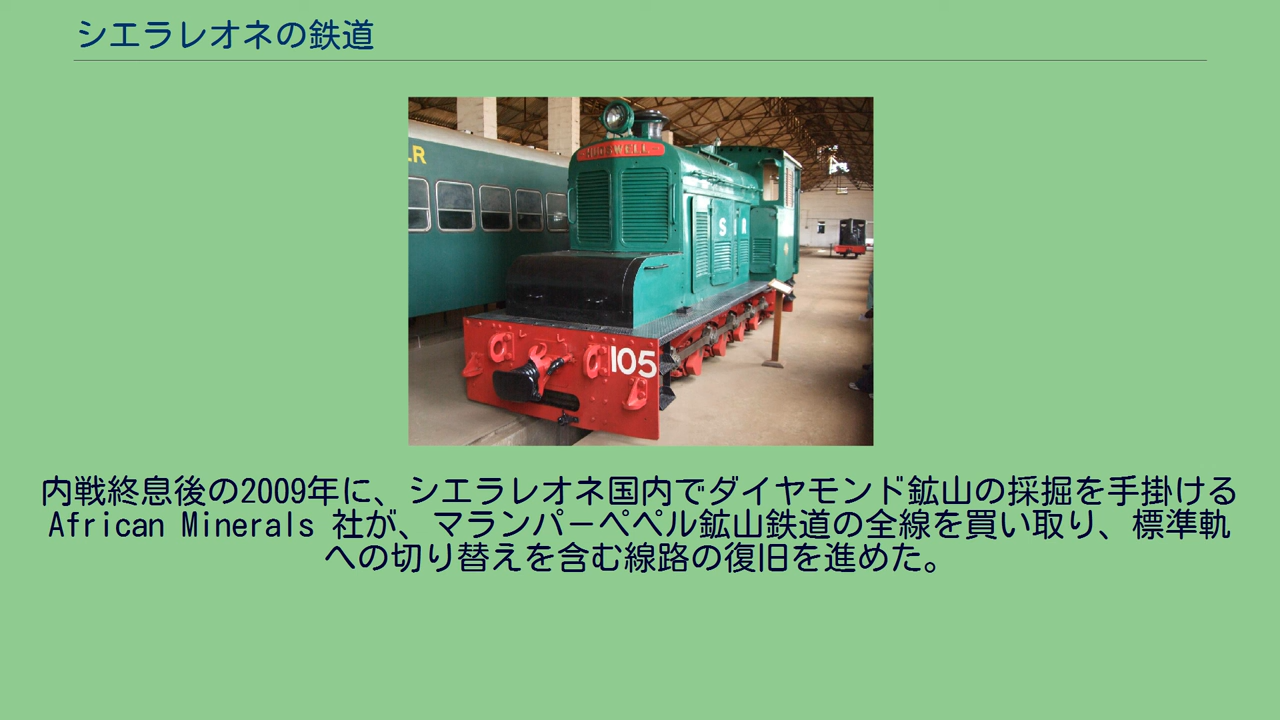 シエラレオネの鉄道
LR
HUDSWELL
S R
105
内戦終息後の2009年に、シエラレオネ国内でダイヤモンド鉱山の採掘を手掛ける
African Minerals 社が、マランパーペペル鉱山鉄道の全線を買い取り、標準軌
への切り替えを含む線路の復旧を進めた。